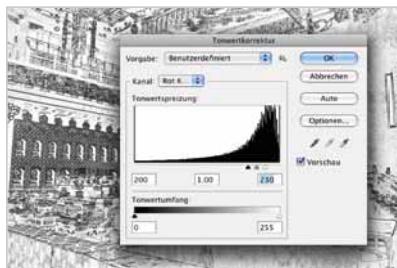 Tonwertkorrektur
Vorgabe: Benutzerdefiniert
OK
Kanal: Rot K...
Abbrechen
Tonwertspreizung:
Auto
Optionen...
Vorschau
200 1.00 230
Tonwertumfang
0 255